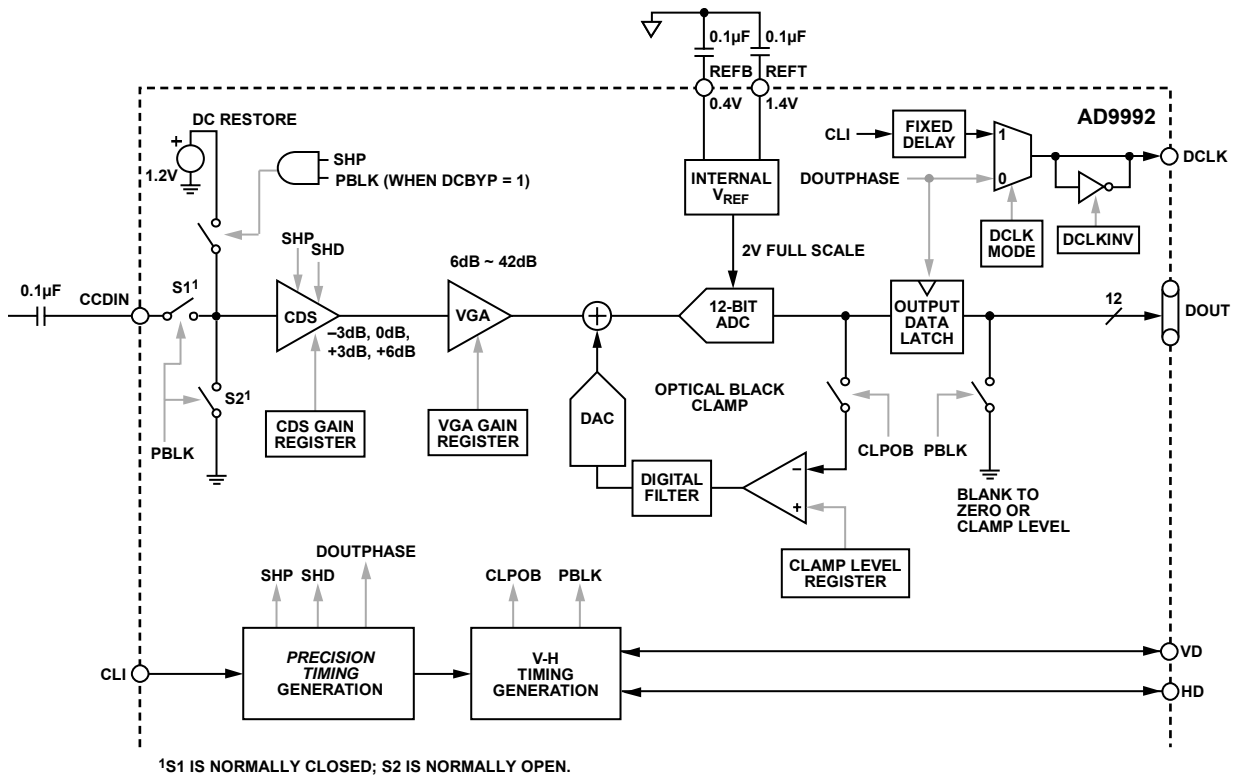 0.1µF
0.1µF
REFB
REFT
0.4V
1.4V
AD9992
DC RESTORE
+
1.2V
SHP
PBLK (WHEN DCBYP = 1)
CLI
FIXED
DELAY
1
0
DCLK
DOUTPHASE
INTERNAL
VREF
DCLK
MODE
DCLKINV
2V FULL SCALE
SHP
SHD
6dB ~ 42dB
0.1µF
CCDIN
S1¹
CDS
–3dB, 0dB,
+3dB, +6dB
VGA
+
12-BIT
ADC
OUTPUT
DATA
LATCH
12
DOUT
S2¹
PBLK
CDS GAIN
REGISTER
VGA GAIN
REGISTER
DAC
OPTICAL BLACK
CLAMP
CLPOB
PBLK
DIGITAL
FILTER
–
+
BLANK TO
ZERO OR
CLAMP LEVEL
CLAMP LEVEL
REGISTER
DOUTPHASE
SHP
SHD
CLPOB
PBLK
CLI
PRECISION
TIMING
GENERATION
V-H
TIMING
GENERATION
VD
HD
¹S1 IS NORMALLY CLOSED; S2 IS NORMALLY OPEN.